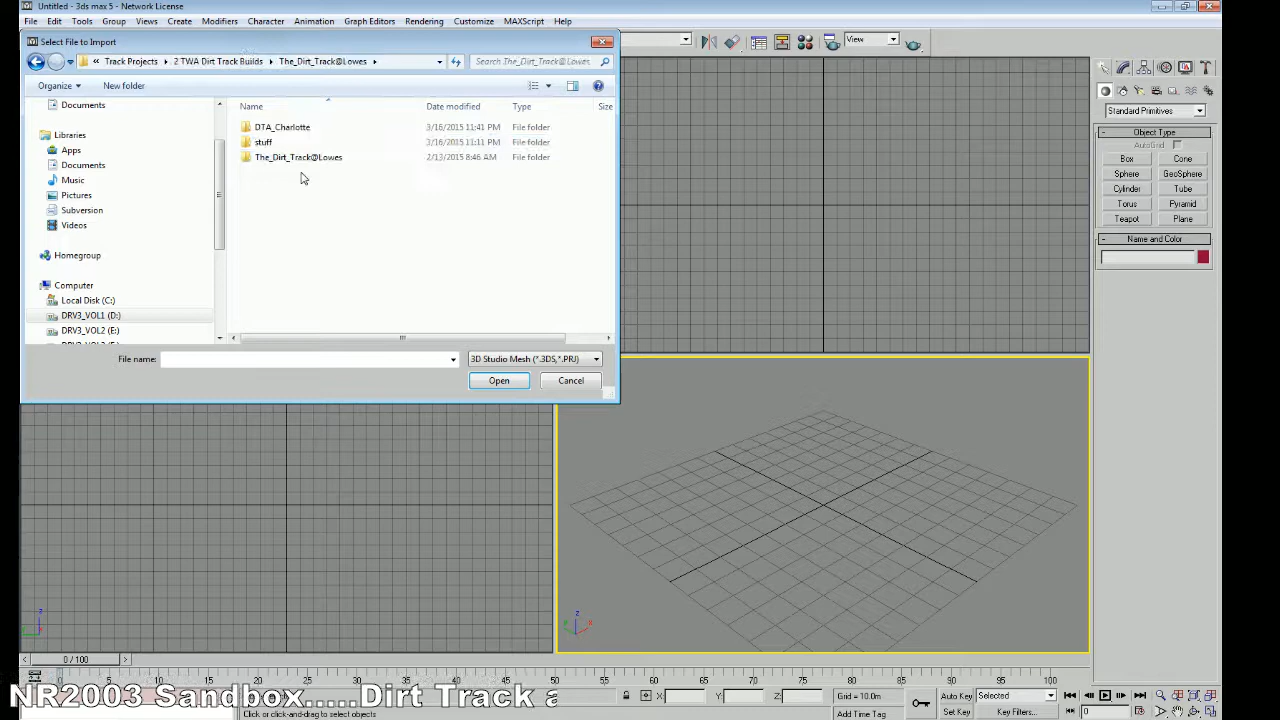 Untitled - 3ds max 5 - Network License
File Edit Tools Group Views Create Modifiers Character Animation Graph Editors Rendering Customize MAXScript Help
Select File to Import
View
« Track Projects 2 TWA Dirt Track Builds The_Dirt_Track@Lowes Search The_Dirt_Track@Lowes
Organize New folder
Standard Primitives
Name Date modified Type Size
Documents
DTA_Charlotte 3/16/2015 11:41 PM File folder
stuff 3/16/2015 11:11 PM File folder
The_Dirt_Track@Lowes 2/13/2015 8:46 AM File folder
Libraries
Apps
Documents
Music
Pictures
Subversion
Videos
Homegroup
Computer
Local Disk (C:)
DRV3_VOL1 (D:)
DRV3_VOL2 (E:)
- Object Type
AutoGrid
Box Cone
Sphere GeoSphere
Cylinder Tube
Torus Pyramid
Teapot Plane
- Name and Color
File name: 3D Studio Mesh (*.3DS,*.PRJ)
Open Cancel
z
x
z
0 / 100
90 95 100
X: Y: Z: Grid = 10.0m Auto Key Selected
Click or click-and-drag to select objects Add Time Tag Set Key Key Filters... 0
NR2003 Sandbox.....Dirt Track a